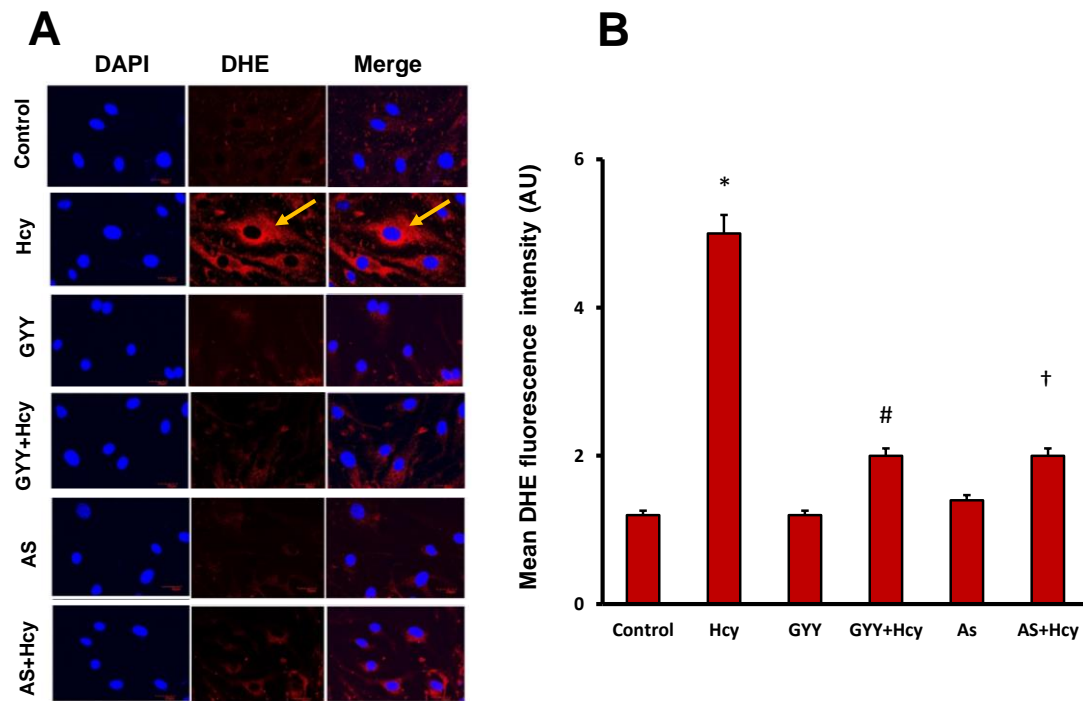 A
DAPI DHE Merge
Control
Hcy
GYY
GYY+Hcy
AS
AS+Hcy
B
Mean DHE fluorescence intensity (AU)
6
4
2
0
*
#
†
Control Hcy GYY GYY+Hcy As AS+Hcy